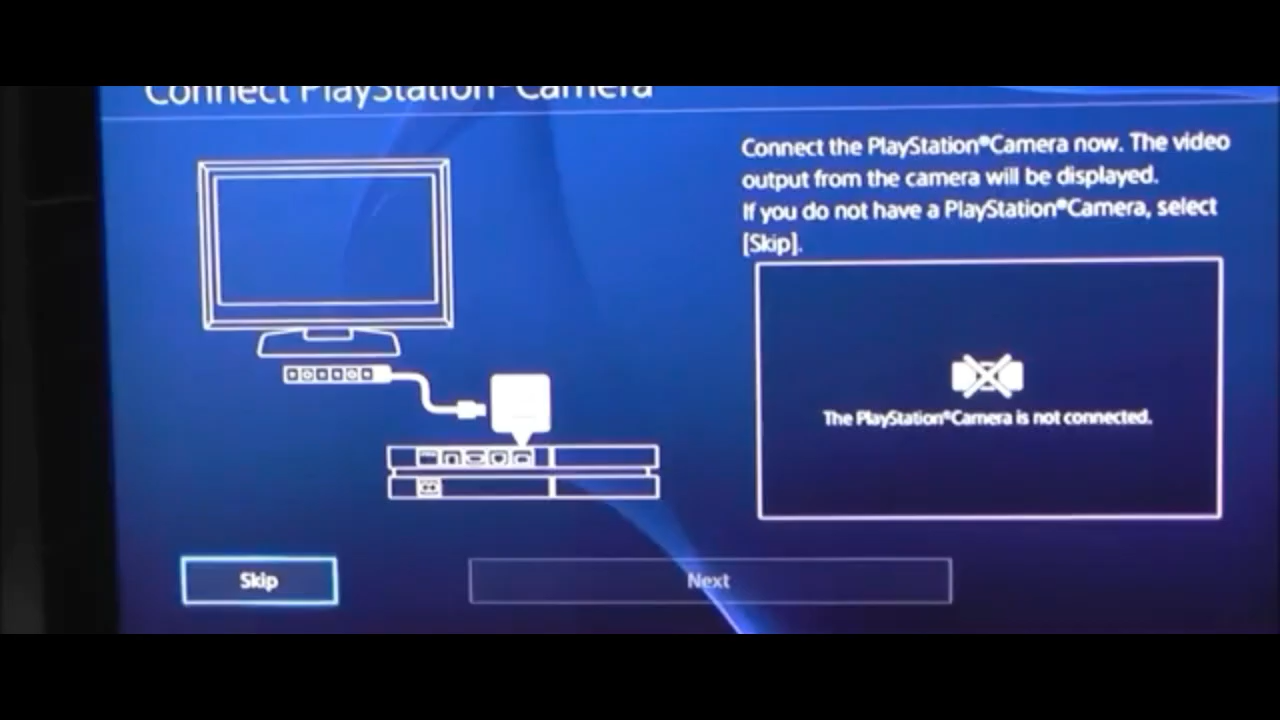 Connect PlayStation®Camera
Connect the PlayStation®Camera now. The video
output from the camera will be displayed.
If you do not have a PlayStation®Camera, select
[Skip].
The PlayStation®Camera is not connected.
Skip
Next